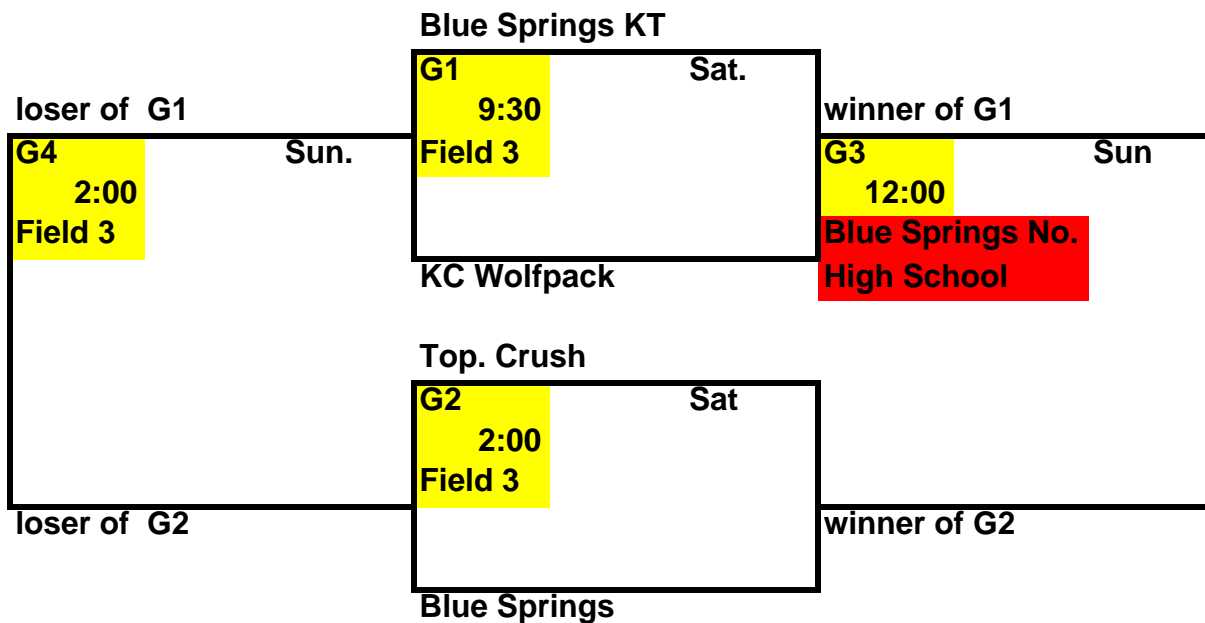 Blue Springs KT
G1 Sat.
loser of G1 9:30 winner of G1
G4 Sun. Field 3 G3 Sun
2:00 12:00
Field 3 Blue Springs No.
KC Wolfpack High School
Top. Crush
G2 Sat
2:00
Field 3
loser of G2 winner of G2
Blue Springs